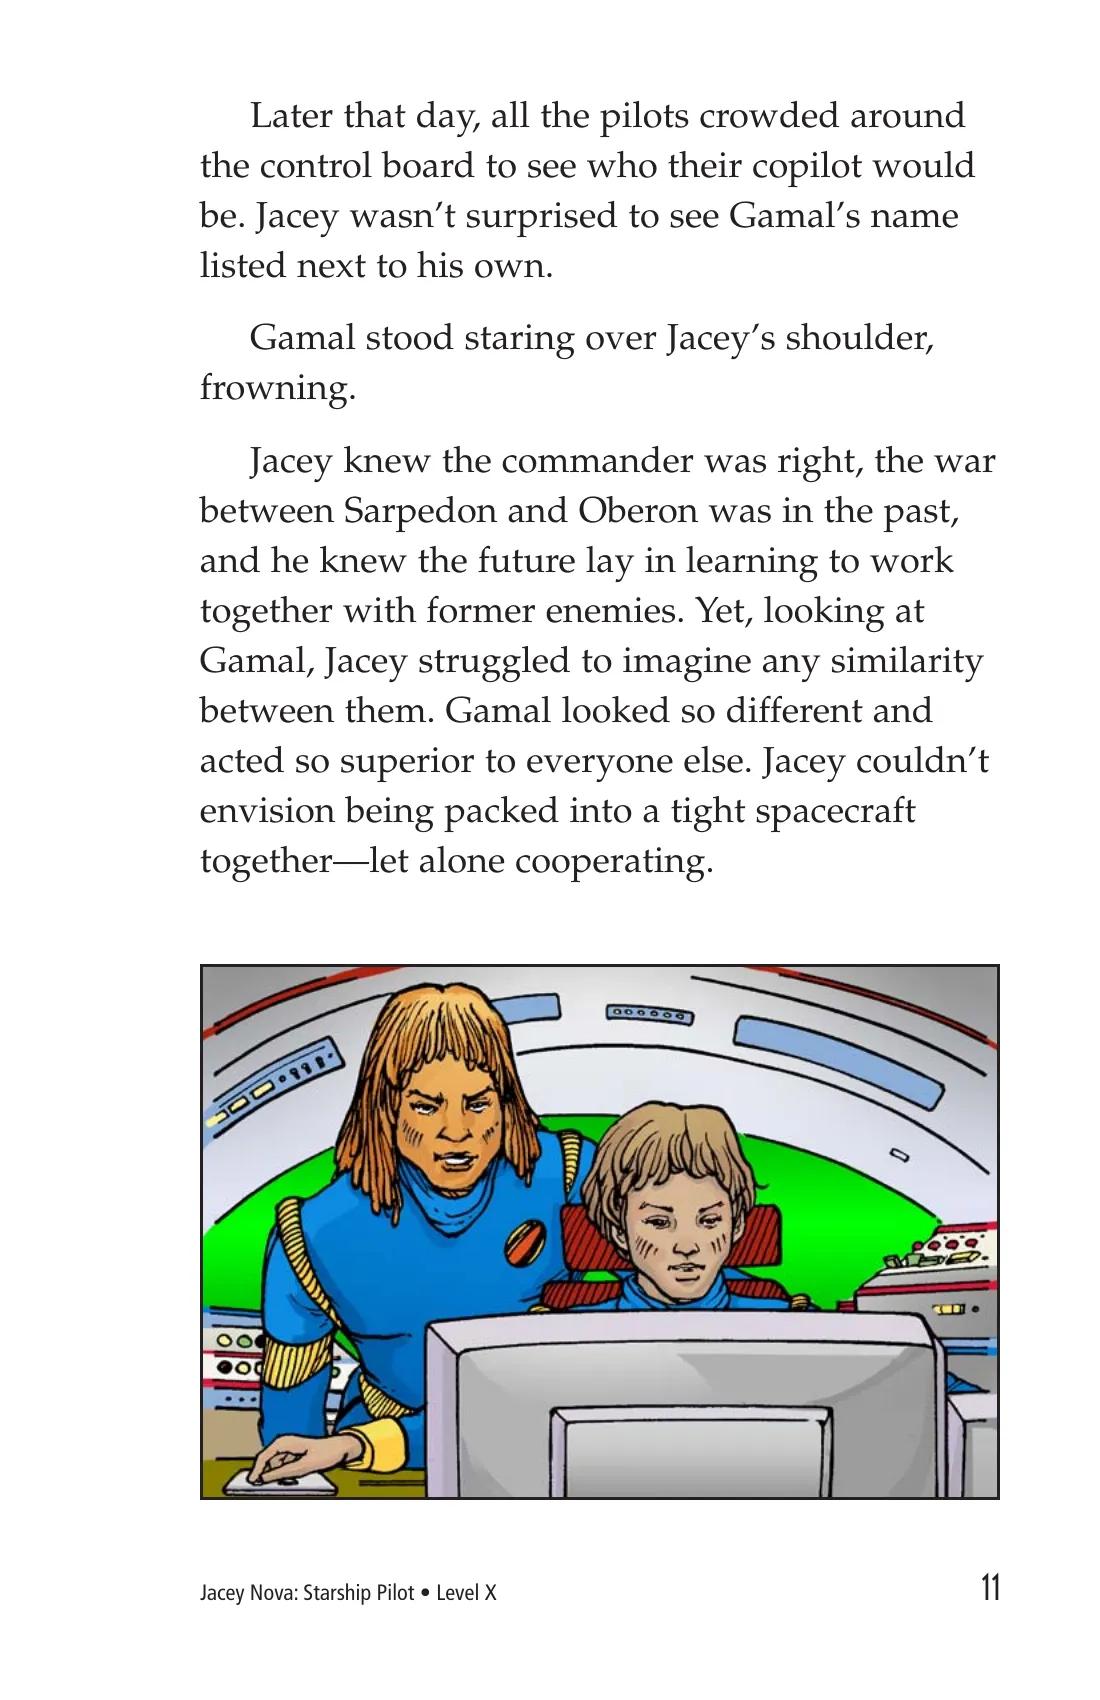 Later that day, all the pilots crowded around
the control board to see who their copilot would
be. Jacey wasn’t surprised to see Gamal’s name
listed next to his own.
Gamal stood staring over Jacey’s shoulder,
frowning.
Jacey knew the commander was right, the war
between Sarpedon and Oberon was in the past,
and he knew the future lay in learning to work
together with former enemies. Yet, looking at
Gamal, Jacey struggled to imagine any similarity
between them. Gamal looked so different and
acted so superior to everyone else. Jacey couldn’t
envision being packed into a tight spacecraft
together—let alone cooperating.
Jacey Nova: Starship Pilot • Level X
11